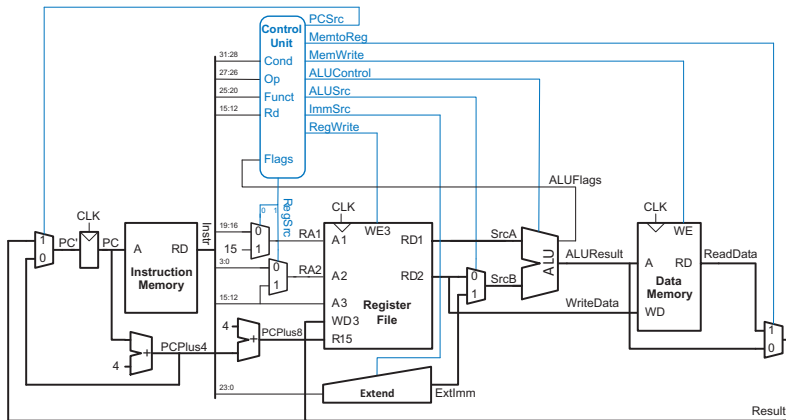 PCSrc
Control
Unit
MemtoReg
MemWrite
31:28
Cond
27:26
Op
ALUControl
25:20
Funct
ALUSrc
15:12
Rd
ImmSrc
RegWrite
Flags
ALUFlags
RegSrc
0 1
CLK
CLK
CLK
19:16
0
15
1
RA1
A1
WE3
RD1
SrcA
WE
1
0
PC'
PC
A
RD
Instruction
Memory
Instr
3:0
0
1
RA2
A2
RD2
0
1
SrcB
ALU
ALUResult
A
RD
ReadData
Data
Memory
WD
WriteData
15:12
A3
Register
File
WD3
R15
4
+
PCPlus8
4
+
PCPlus4
1
0
23:0
Extend
ExtImm
Result